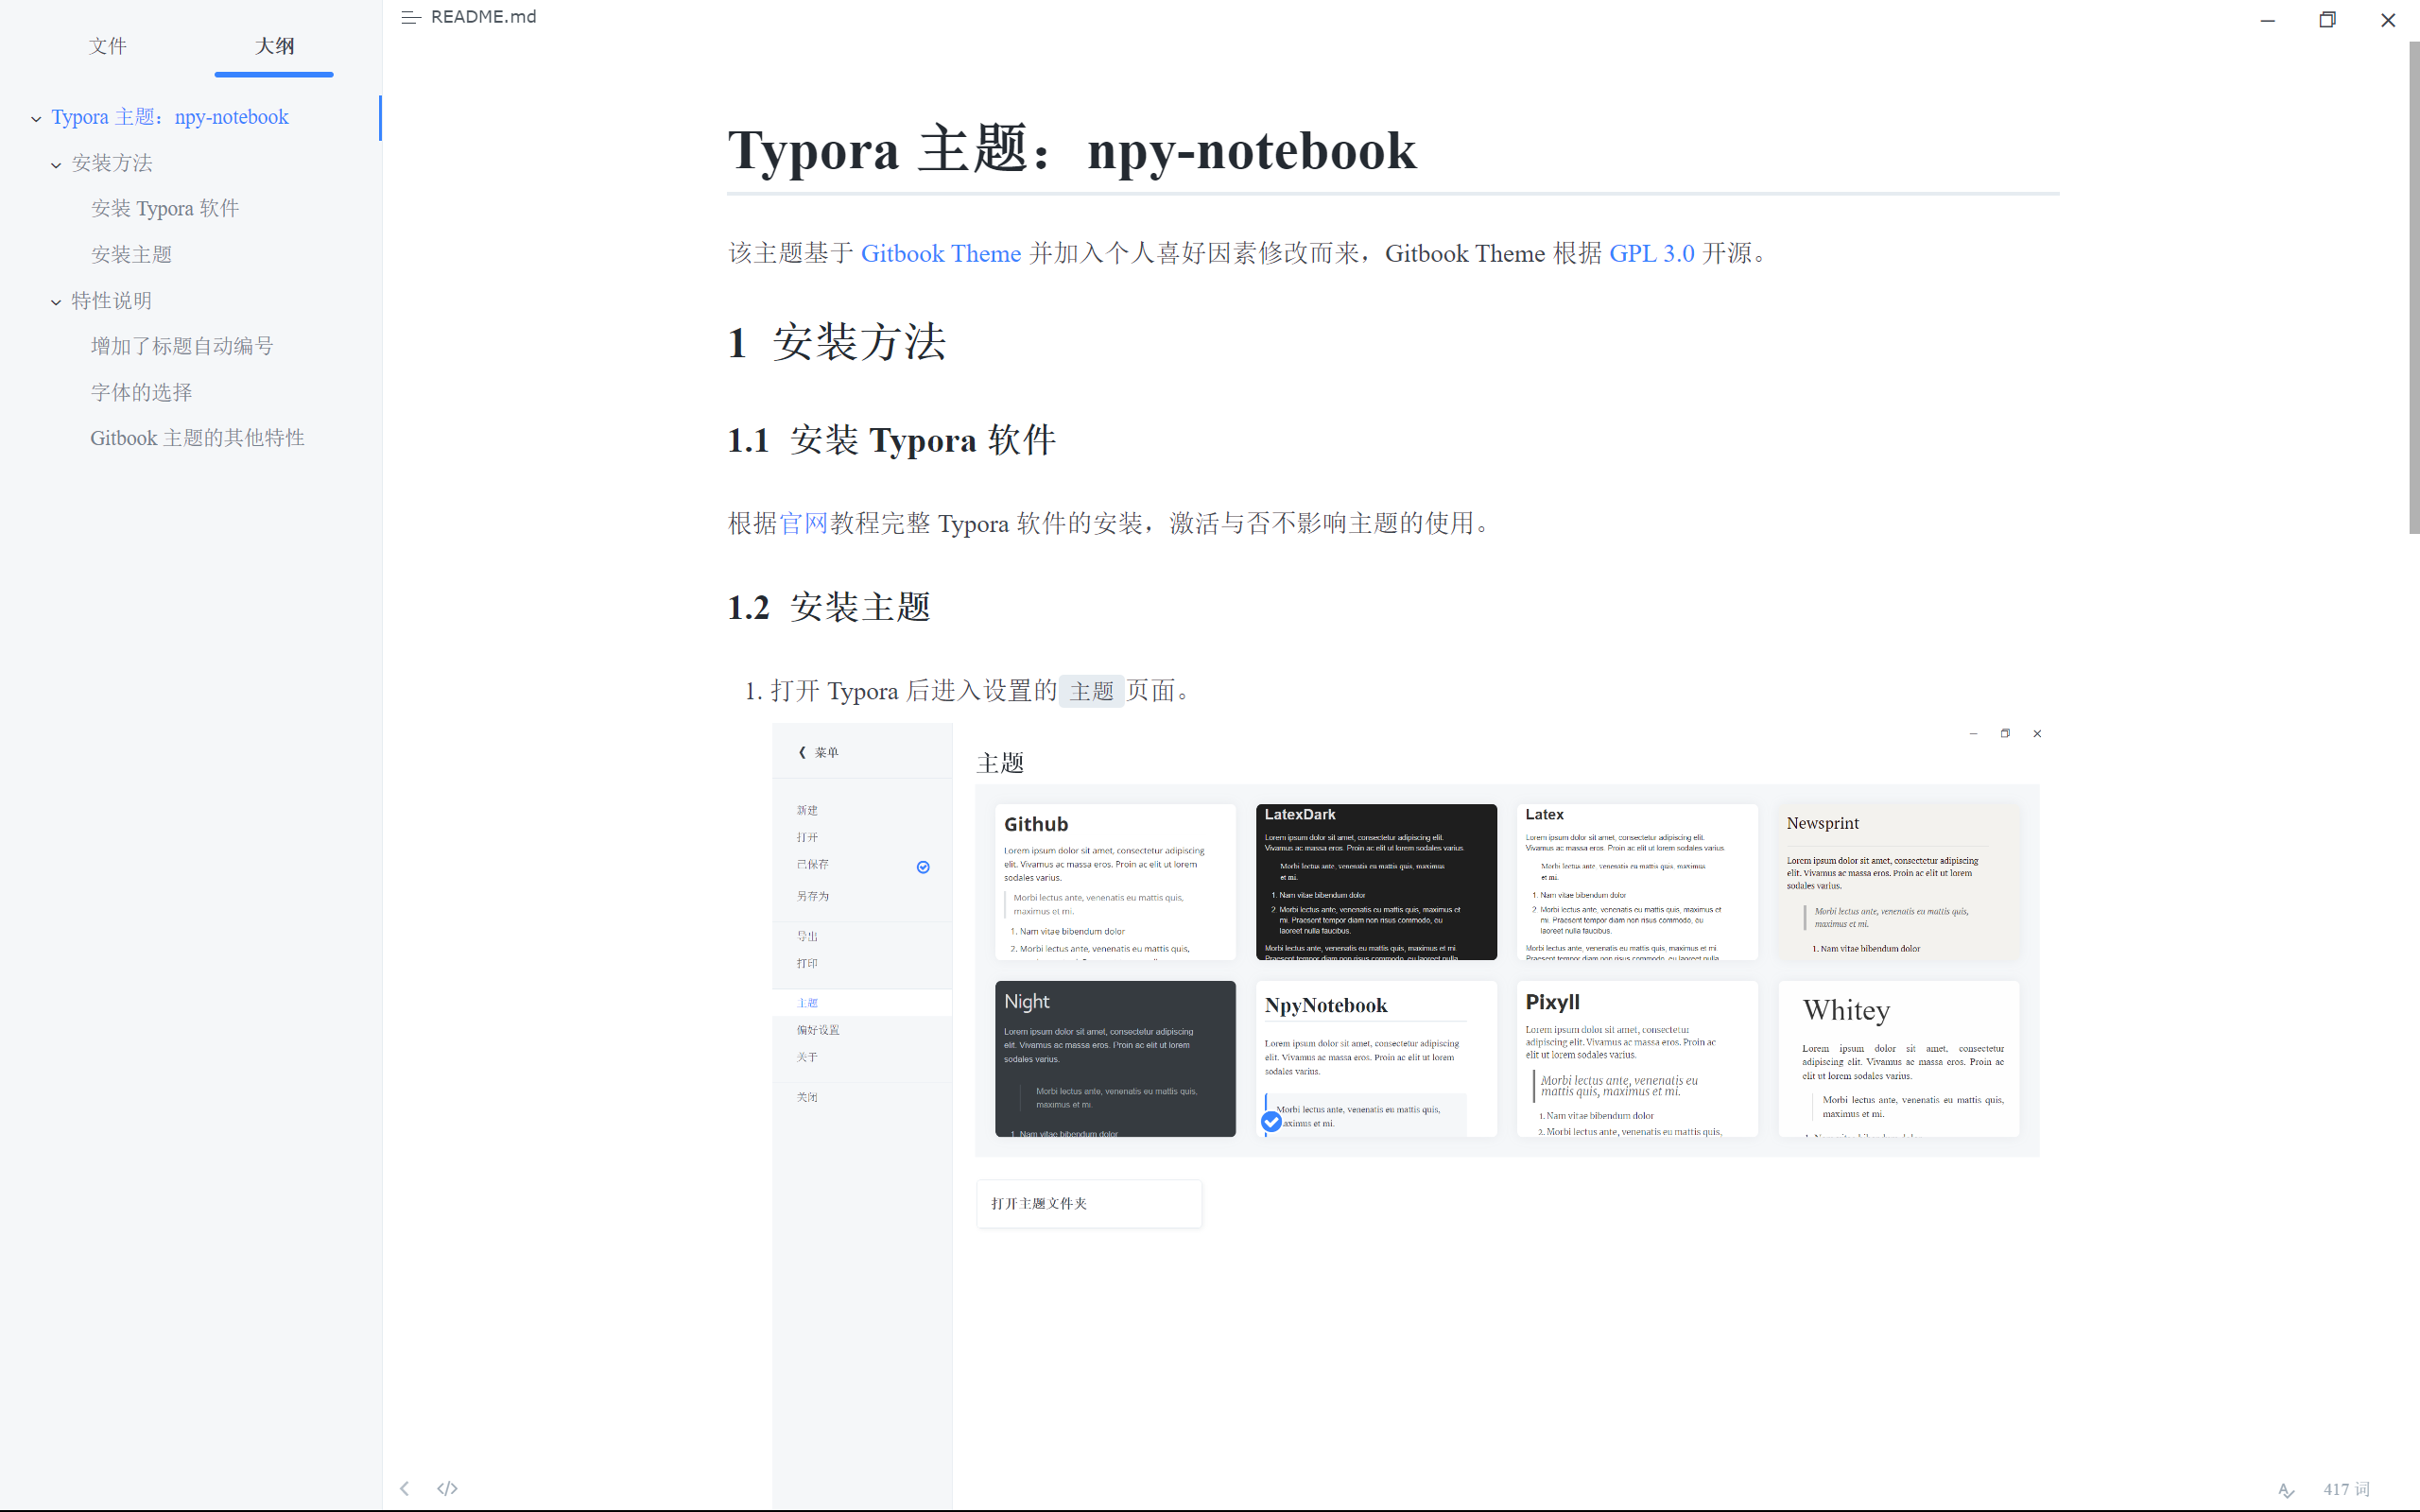 文件
大纲
Typora 主题：npy-notebook
安装方法
安装 Typora 软件
安装主题
特性说明
增加了标题自动编号
字体的选择
Gitbook 主题的其他特性
README.md
Typora 主题：npy-notebook
该主题基于 Gitbook Theme 并加入个人喜好因素修改而来，Gitbook Theme 根据 GPL 3.0 开源。
1 安装方法
1.1 安装 Typora 软件
根据官网教程完整 Typora 软件的安装，激活与否不影响主题的使用。
1.2 安装主题
1. 打开 Typora 后进入设置的 主题 页面。
菜单
新建
打开
已保存
另存为
导出
打印
主题
偏好设置
关于
关闭
主题
Github
Lorem ipsum dolor sit amet, consectetur adipiscing
elit. Vivamus ac massa eros. Proin ac elit ut lorem
sodales varius.
Morbi lectus ante, venenatis eu mattis quis,
maximus et mi.
1. Nam vitae bibendum dolor
2. Morbi lectus ante, venenatis eu mattis quis,
LatexDark
Lorem ipsum dolor sit amet, consectetur adipiscing elit.
Vivamus ac massa eros. Proin ac elit ut lorem sodales varius.
Morbi lectus ante, venenatis eu mattis quis, maximus
et mi.
1. Nam vitae bibendum dolor
2. Morbi lectus ante, venenatis eu mattis quis, maximus et
mi. Praesent tempor diam non risus commodo, eu
laoreet nulla faucibus.
Morbi lectus ante, venenatis eu mattis quis, maximus et mi.
Praesent tempor diam non risus commodo, eu laoreet nulla
Latex
Lorem ipsum dolor sit amet, consectetur adipiscing elit.
Vivamus ac massa eros. Proin ac elit ut lorem sodales varius.
Morbi lectus ante, venenatis eu mattis quis, maximus
et mi.
1. Nam vitae bibendum dolor
2. Morbi lectus ante, venenatis eu mattis quis, maximus et
mi. Praesent tempor diam non risus commodo, eu
laoreet nulla faucibus.
Morbi lectus ante, venenatis eu mattis quis, maximus et mi.
Praesent tempor diam non risus commodo, eu laoreet nulla
Newsprint
Lorem ipsum dolor sit amet, consectetur adipiscing
elit. Vivamus ac massa eros. Proin ac elit ut lorem
sodales varius.
Morbi lectus ante, venenatis eu mattis quis,
maximus et mi.
1. Nam vitae bibendum dolor
Night
Lorem ipsum dolor sit amet, consectetur adipiscing
elit. Vivamus ac massa eros. Proin ac elit ut lorem
sodales varius.
Morbi lectus ante, venenatis eu mattis quis,
maximus et mi.
1. Nam vitae bibendum dolor
NpyNotebook
Lorem ipsum dolor sit amet, consectetur adipiscing
elit. Vivamus ac massa eros. Proin ac elit ut lorem
sodales varius.
Morbi lectus ante, venenatis eu mattis quis,
aximus et mi.
Pixyll
Lorem ipsum dolor sit amet, consectetur
adipiscing elit. Vivamus ac massa eros. Proin ac
elit ut lorem sodales varius.
Morbi lectus ante, venenatis eu
mattis quis, maximus et mi.
1. Nam vitae bibendum dolor
2. Morbi lectus ante, venenatis eu mattis quis,
Whitey
Lorem ipsum dolor sit amet, consectetur
adipiscing elit. Vivamus ac massa eros. Proin ac
elit ut lorem sodales varius.
Morbi lectus ante, venenatis eu mattis quis,
maximus et mi.
打开主题文件夹
417 词